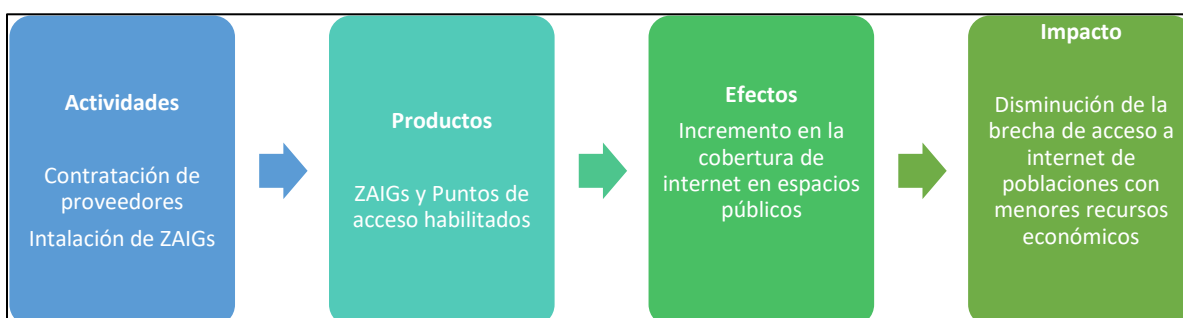 Actividades
Contratación de
proveedores
Intalación de ZAIGs
Productos
ZAIGs y Puntos de
acceso habilitados
Efectos
Incremento en la
cobertura de
internet en espacios
públicos
Impacto
Disminución de la
brecha de acceso a
internet de
poblaciones con
menores recursos
económicos